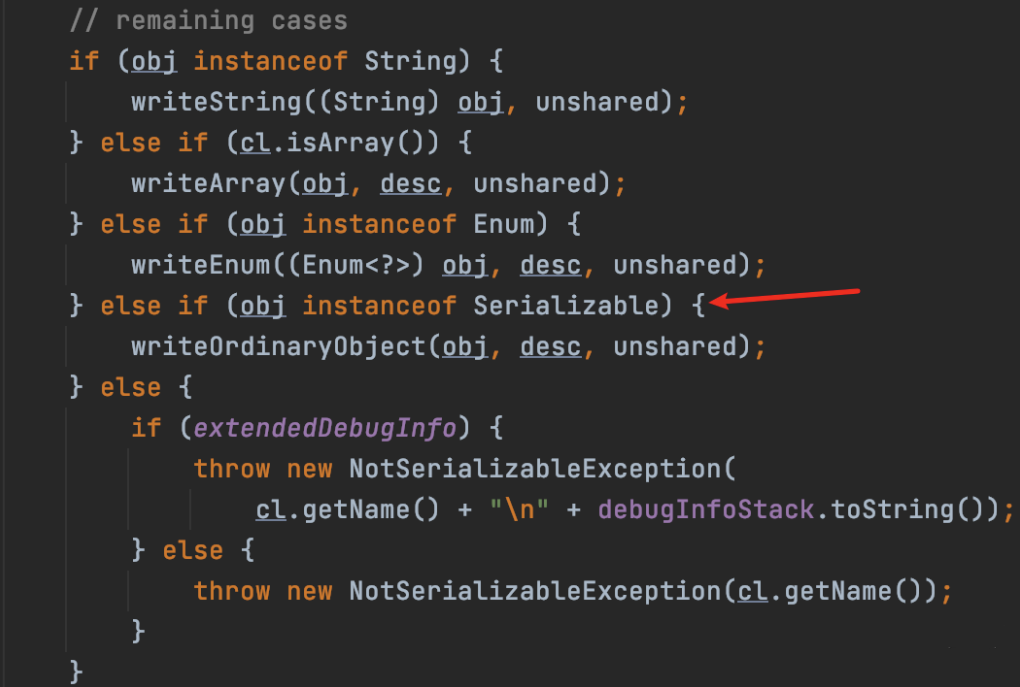 // remaining cases
if (obj instanceof String) {
writeString((String) obj, unshared);
} else if (cl.isArray()) {
writeArray(obj, desc, unshared);
} else if (obj instanceof Enum) {
writeEnum((Enum<?>) obj, desc, unshared);
} else if (obj instanceof Serializable) {
writeOrdinaryObject(obj, desc, unshared);
} else {
if (extendedDebugInfo) {
throw new NotSerializableException(
cl.getName() + "\n" + debugInfoStack.toString());
} else {
throw new NotSerializableException(cl.getName());
}
}